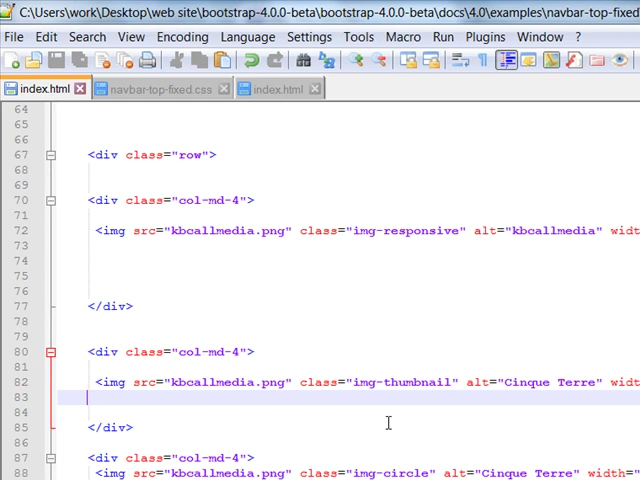 C:\Users\work\Desktop\web site\bootstrap-4.0.0-beta\bootstrap-4.0.0-beta\docs\4.0\examples\navbar-top-fixed
File Edit Search View Encoding Language Settings Tools Macro Run Plugins Window ?
index.html navbar-top-fixed.css index.html
64
65
66
67 <div class="row">
68
69
70 <div class="col-md-4">
71
72 <img src="kbcallmedia.png" class="img-responsive" alt="kbcallmedia" widt
73
74
75
76
77 </div>
78
79
80 <div class="col-md-4">
81
82 <img src="kbcallmedia.png" class="img-thumbnail" alt="Cinque Terre" widt
83
84
85 </div>
86
87 <div class="col-md-4">
88 <img src="kbcallmedia.png" class="img-circle" alt="Cinque Terre" width="